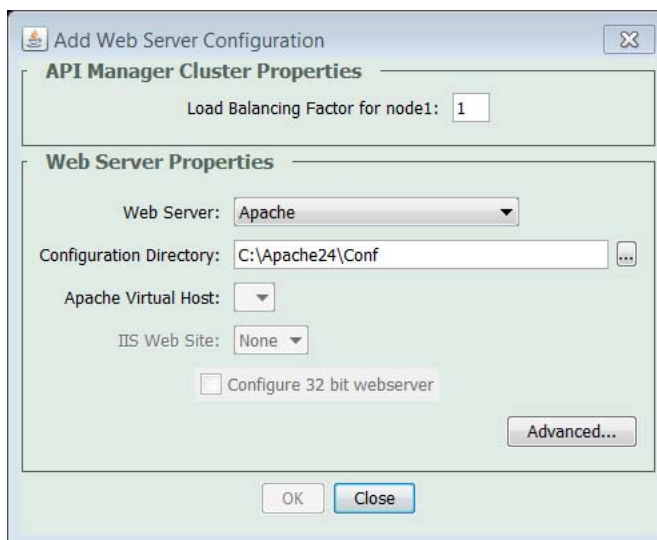 Add Web Server Configuration
API Manager Cluster Properties
Load Balancing Factor for node1: 1
Web Server Properties
Web Server: Apache
Configuration Directory: C:\Apache24\Conf ...
Apache Virtual Host:
IIS Web Site: None
Configure 32 bit webserver
Advanced...
OK Close